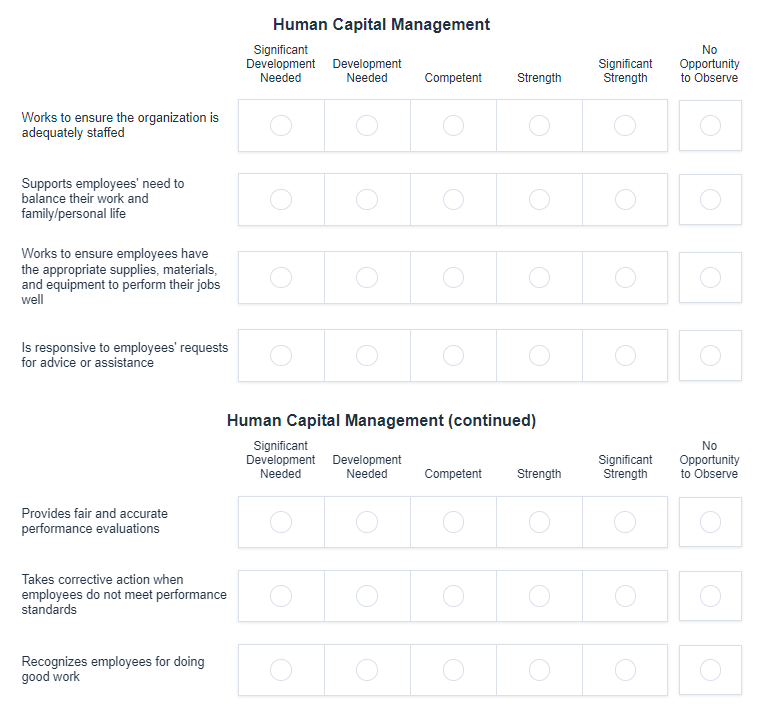 Human Capital Management
Significant Development Needed
Development Needed
Competent
Strength
Significant Strength
No Opportunity to Observe
Works to ensure the organization is
adequately staffed
Supports employees' need to
balance their work and
family/personal life
Works to ensure employees have
the appropriate supplies, materials,
and equipment to perform their jobs
well
Is responsive to employees' requests
for advice or assistance
Human Capital Management (continued)
Significant Development Needed
Development Needed
Competent
Strength
Significant Strength
No Opportunity to Observe
Provides fair and accurate
performance evaluations
Takes corrective action when
employees do not meet performance
standards
Recognizes employees for doing
good work